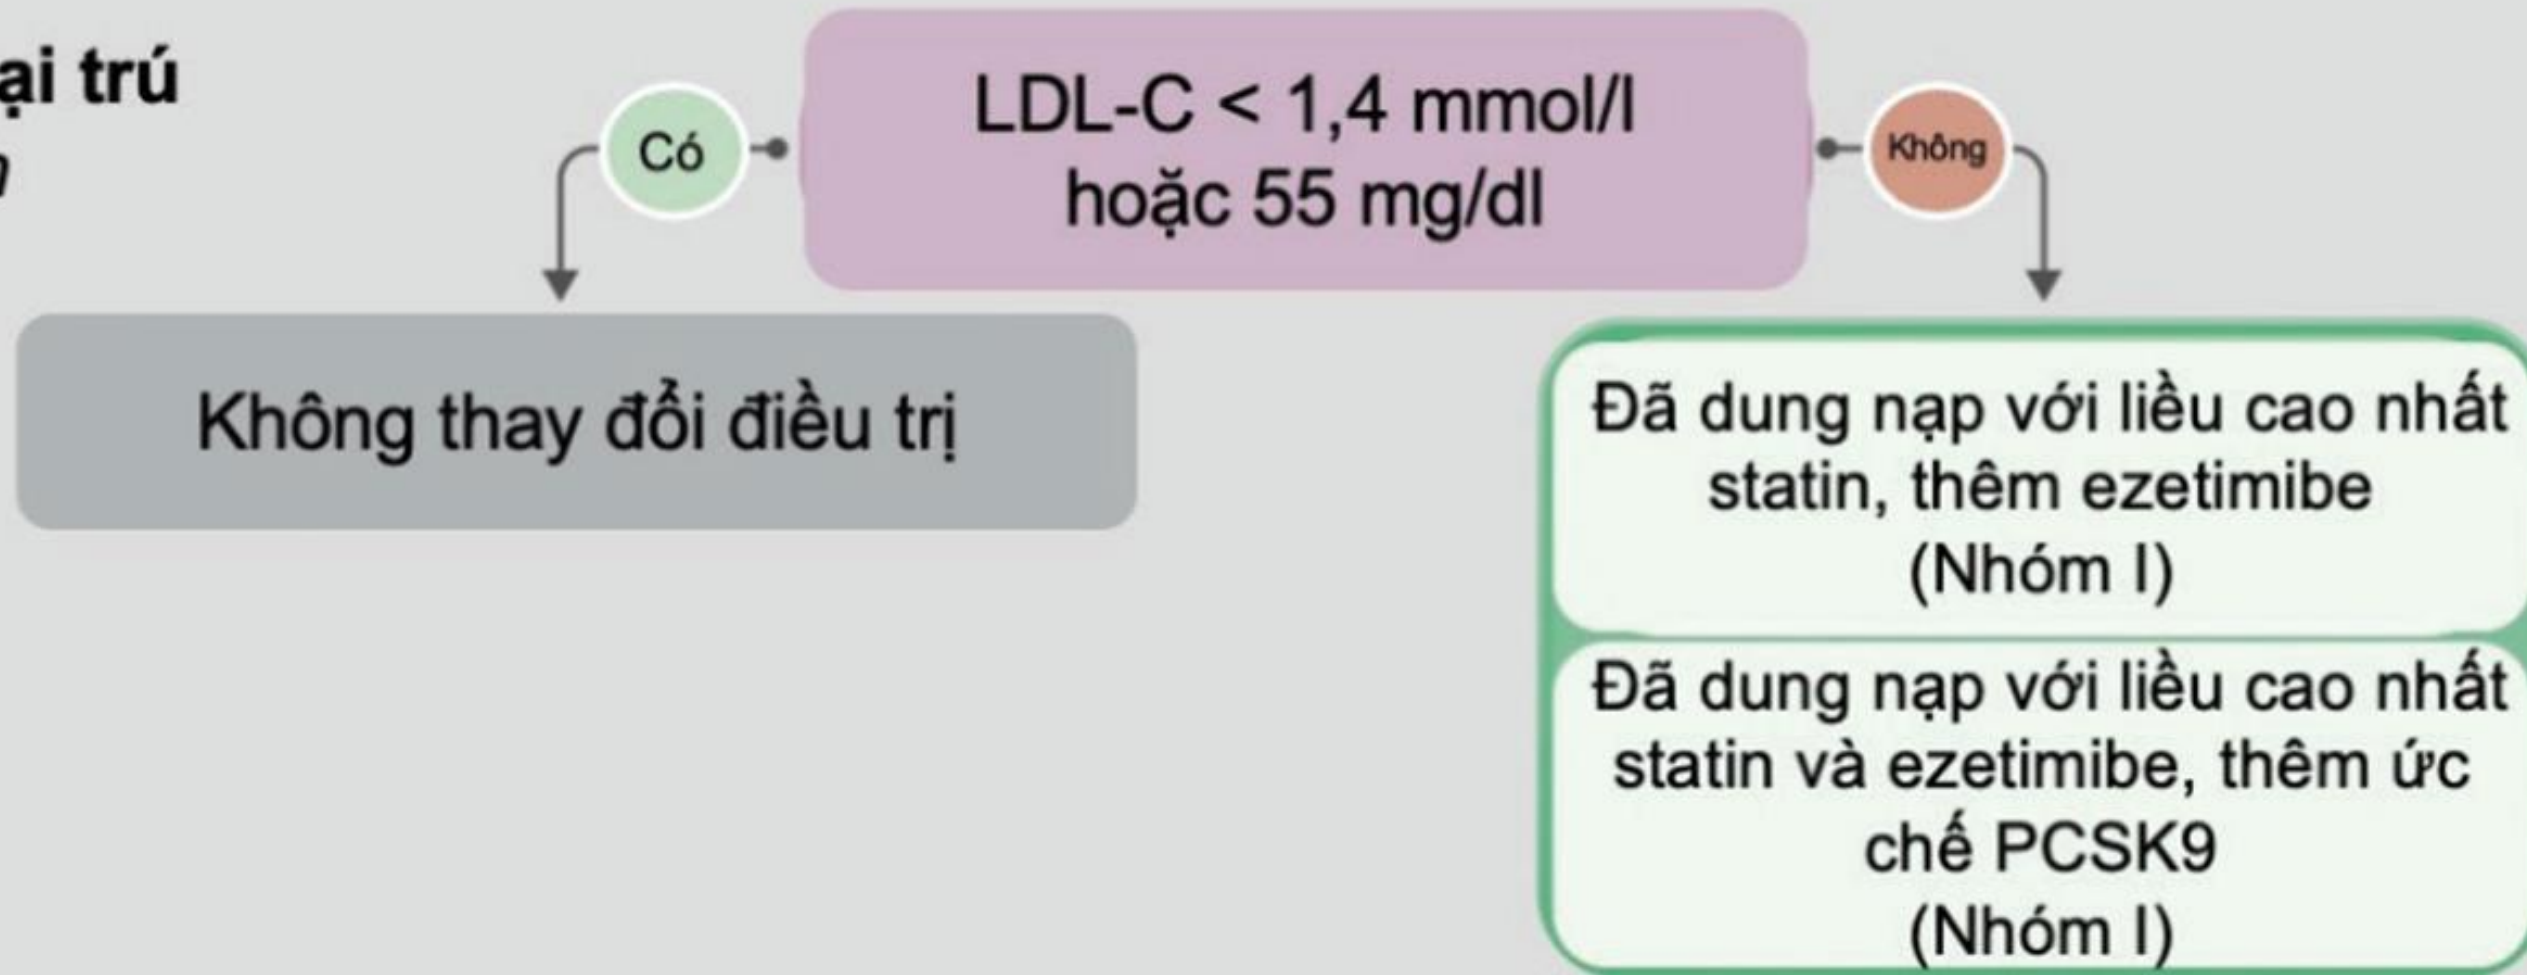 ại trú
LDL-C < 1,4 mmol/l
hoặc 55 mg/dl
Có
Không
Không thay đổi điều trị
Đã dung nạp với liều cao nhất
statin, thêm ezetimibe
(Nhóm I)
Đã dung nạp với liều cao nhất
statin và ezetimibe, thêm ức
chế PCSK9
(Nhóm I)